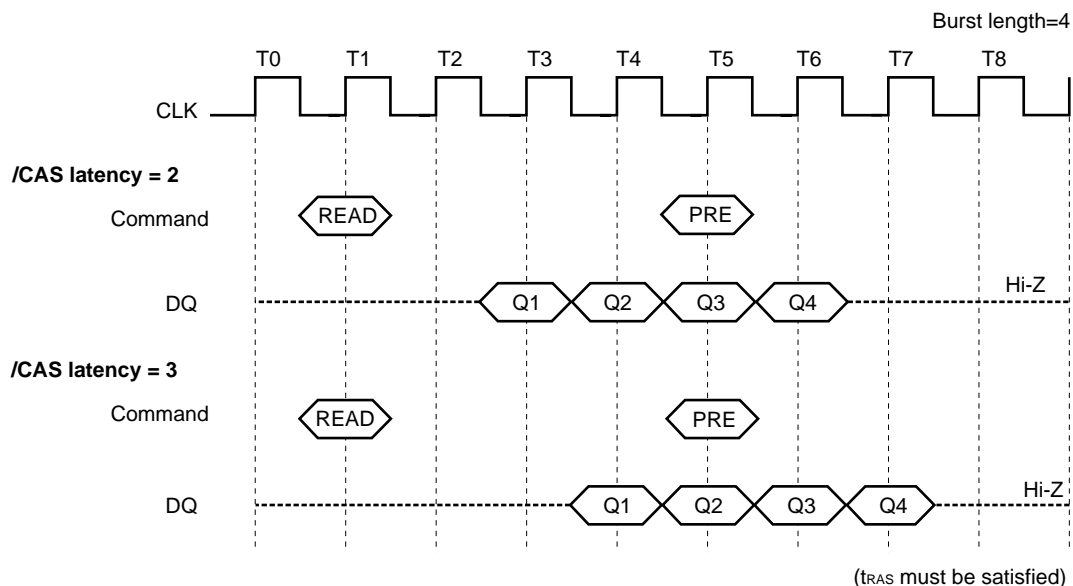 Burst length=4
T0 T1 T2 T3 T4 T5 T6 T7 T8
CLK
/CAS latency = 2
Command READ PRE
Hi-Z
DQ Q1 Q2 Q3 Q4
/CAS latency = 3
Command READ PRE
Hi-Z
DQ Q1 Q2 Q3 Q4
(tRAS must be satisfied)